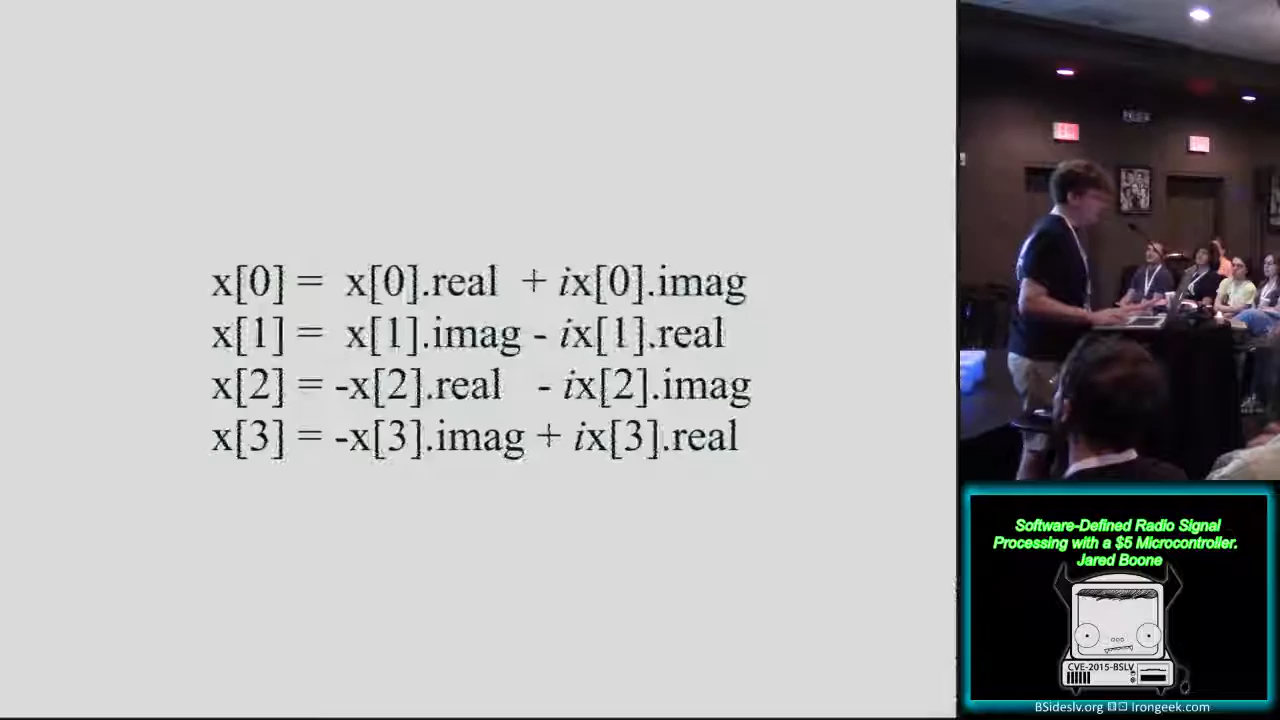 x[0] = x[0].real + ix[0].imag
x[1] = x[1].imag - ix[1].real
x[2] = -x[2].real - ix[2].imag
x[3] = -x[3].imag + ix[3].real
Software-Defined Radio Signal
Processing with a $5 Microcontroller.
Jared Boone
CVE-2015-BSLV
BSideslv.org Irongeek.com